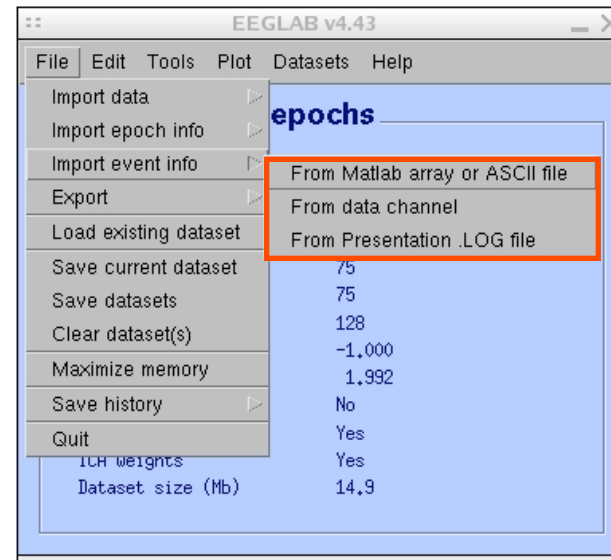 EEGLAB v4.43
File Edit Tools Plot Datasets Help
Import data
Import epoch info
Import event info
Export
Load existing dataset
Save current dataset
Save datasets
Clear dataset(s)
Maximize memory
Save history
Quit
From Matlab array or ASCII file
From data channel
From Presentation .LOG file
epochs
75
75
128
-1.000
1.992
No
Yes
ICA weights Yes
Dataset size (Mb) 14.9